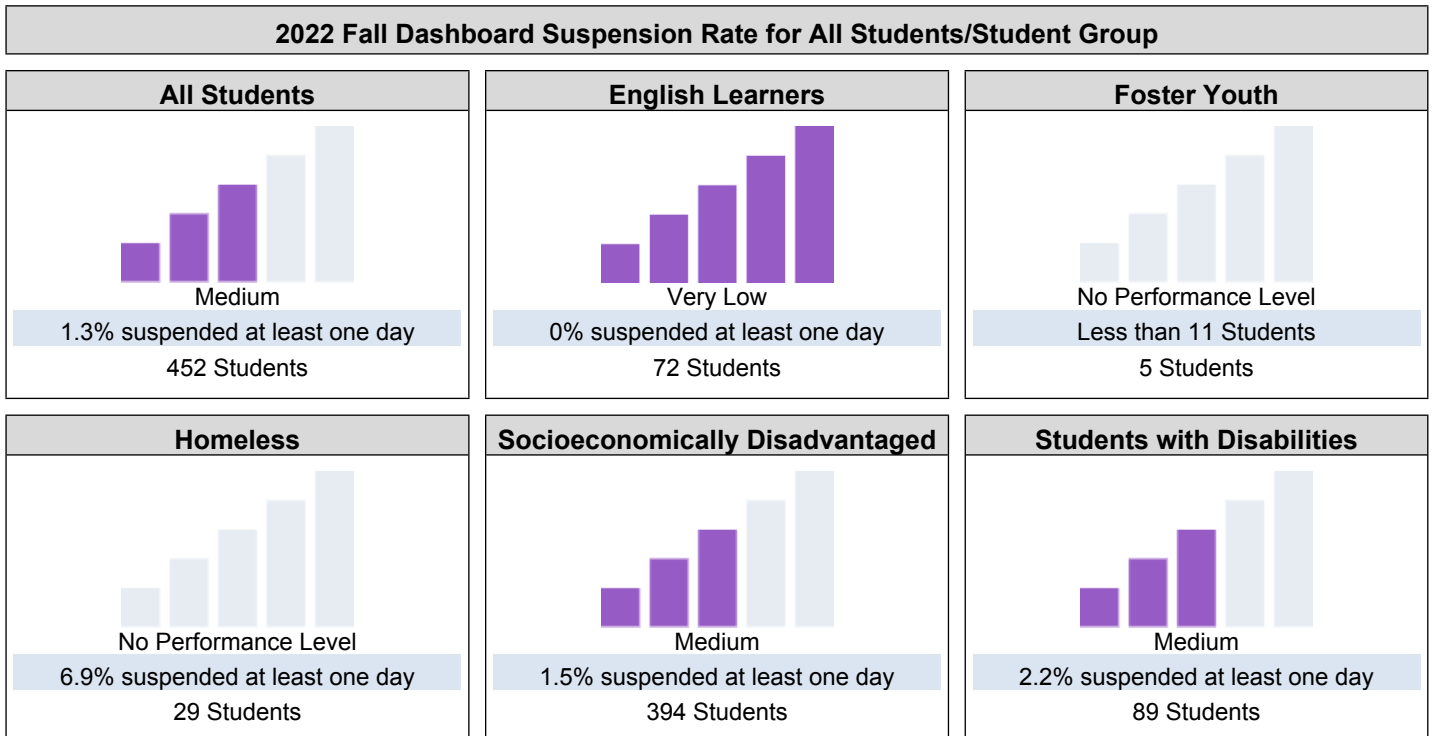 2022 Fall Dashboard Suspension Rate for All Students/Student Group
All Students
Medium
1.3% suspended at least one day
452 Students
English Learners
Very Low
0% suspended at least one day
72 Students
Foster Youth
No Performance Level
Less than 11 Students
5 Students
Homeless
No Performance Level
6.9% suspended at least one day
29 Students
Socioeconomically Disadvantaged
Medium
1.5% suspended at least one day
394 Students
Students with Disabilities
Medium
2.2% suspended at least one day
89 Students